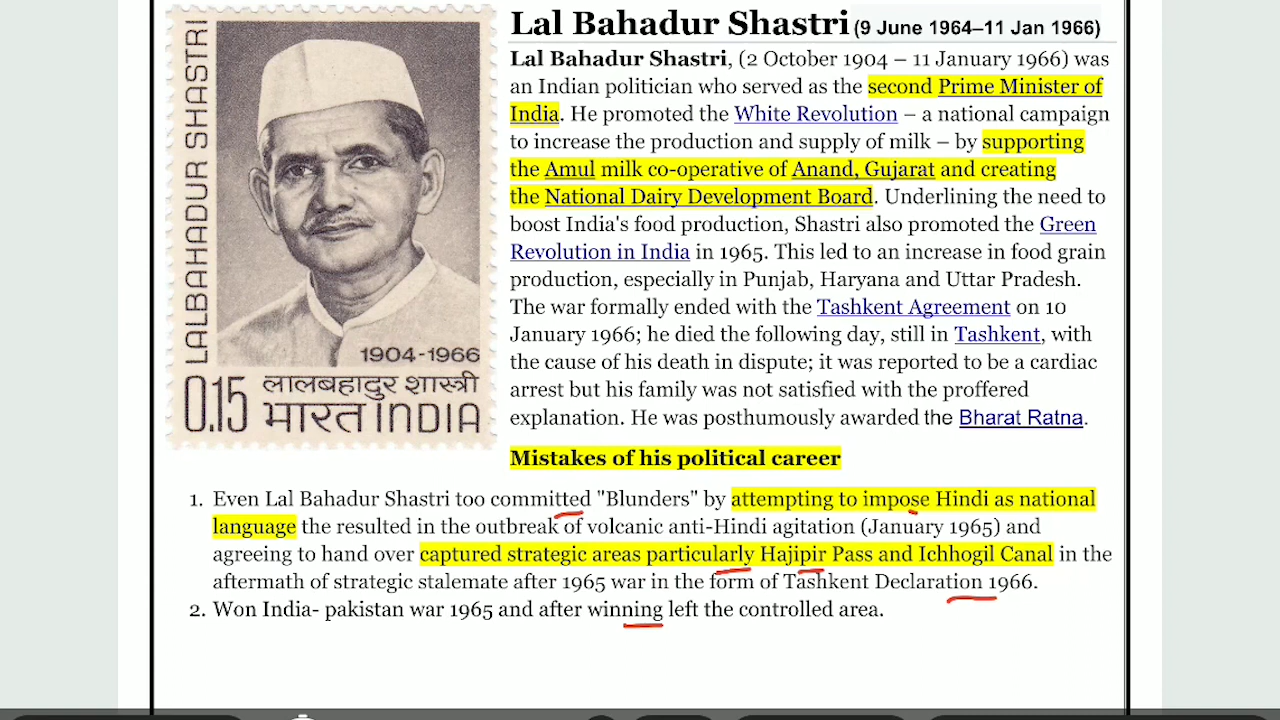 LALBAHADUR SHASTRI
1904-1966
0.15 लालबहादुर शास्त्री
भारत INDIA
Lal Bahadur Shastri (9 June 1964–11 Jan 1966)
Lal Bahadur Shastri, (2 October 1904 – 11 January 1966) was
an Indian politician who served as the second Prime Minister of
India. He promoted the White Revolution – a national campaign
to increase the production and supply of milk – by supporting
the Amul milk co-operative of Anand, Gujarat and creating
the National Dairy Development Board. Underlining the need to
boost India's food production, Shastri also promoted the Green
Revolution in India in 1965. This led to an increase in food grain
production, especially in Punjab, Haryana and Uttar Pradesh.
The war formally ended with the Tashkent Agreement on 10
January 1966; he died the following day, still in Tashkent, with
the cause of his death in dispute; it was reported to be a cardiac
arrest but his family was not satisfied with the proffered
explanation. He was posthumously awarded the Bharat Ratna.
Mistakes of his political career
1. Even Lal Bahadur Shastri too committed "Blunders" by attempting to impose Hindi as national
language the resulted in the outbreak of volcanic anti-Hindi agitation (January 1965) and
agreeing to hand over captured strategic areas particularly Hajipir Pass and Ichhogil Canal in the
aftermath of strategic stalemate after 1965 war in the form of Tashkent Declaration 1966.
2. Won India- pakistan war 1965 and after winning left the controlled area.